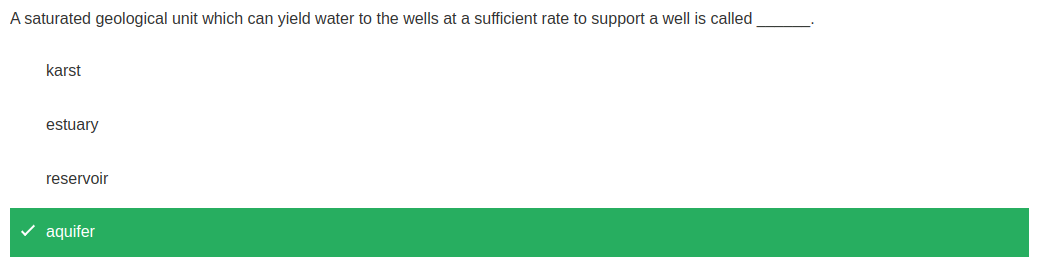 A saturated geological unit which can yield water to the wells at a sufficient rate to support a well is called ______.
karst
estuary
reservoir
aquifer